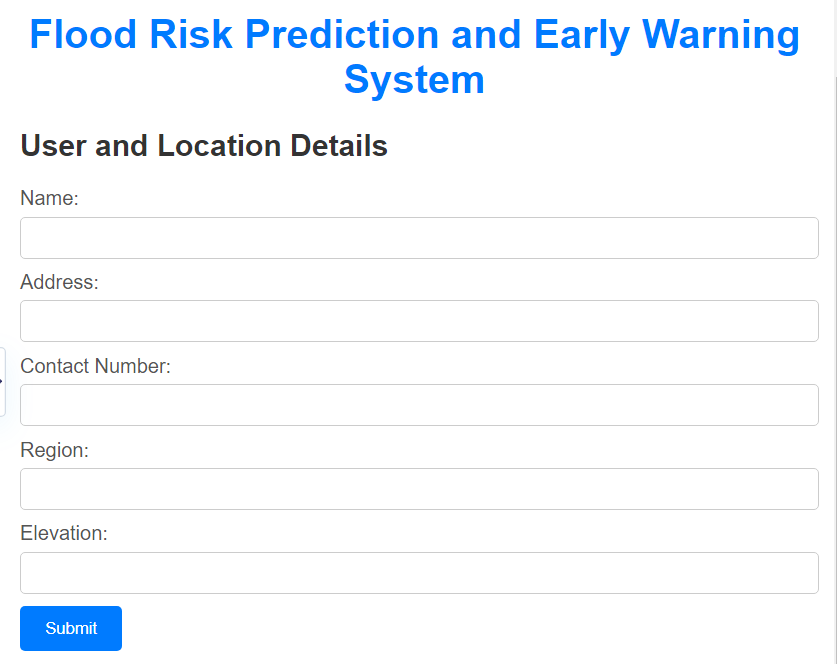 Flood Risk Prediction and Early Warning
System
User and Location Details
Name:
Address:
Contact Number:
Region:
Elevation:
Submit